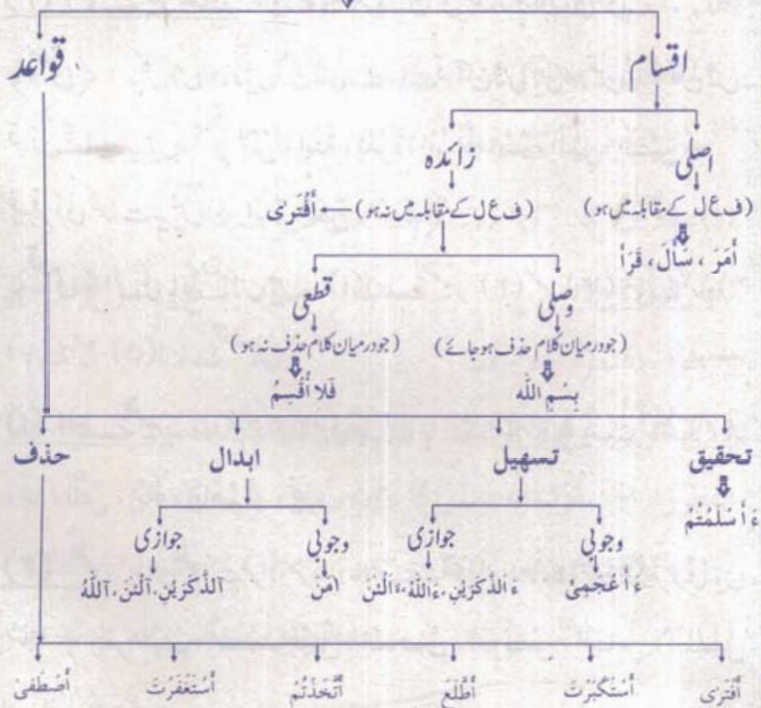 اقسام قواعد
اصلی زائدہ
(ف ع ل کے مقابلہ میں ہو) (ف ع ل کے مقابلہ میں نہ ہو) أَفْتَرٰی
أَمَرَ ، سَأَلَ ، قَرَأَ
وصلی قطعی
(جو درمیان کلام حذف ہو جائے) (جو درمیان کلام حذف نہ ہو)
بِسْمِ اللّٰہ فَلَا أُقْسِمُ
تحقیق تسہیل ابدال حذف
ءَ أَسْلَمْتُمْ
وجوبی جوازی وجوبی جوازی
ءَ أَعْجَمِیٌّ ءَ الذَّکَرَیْنِ ، ءَ اللّٰہُ ، ءَ الْئٰنَ اٰمَنَ آلذَّکَرَیْنِ ، آلْئٰنَ ، آللّٰہُ
أَفْتَرٰی أَسْتَکْبَرْتَ أَطَّلَعَ أَتَّخَذْتُمْ أَسْتَغْفَرْتَ أَصْطَفَی